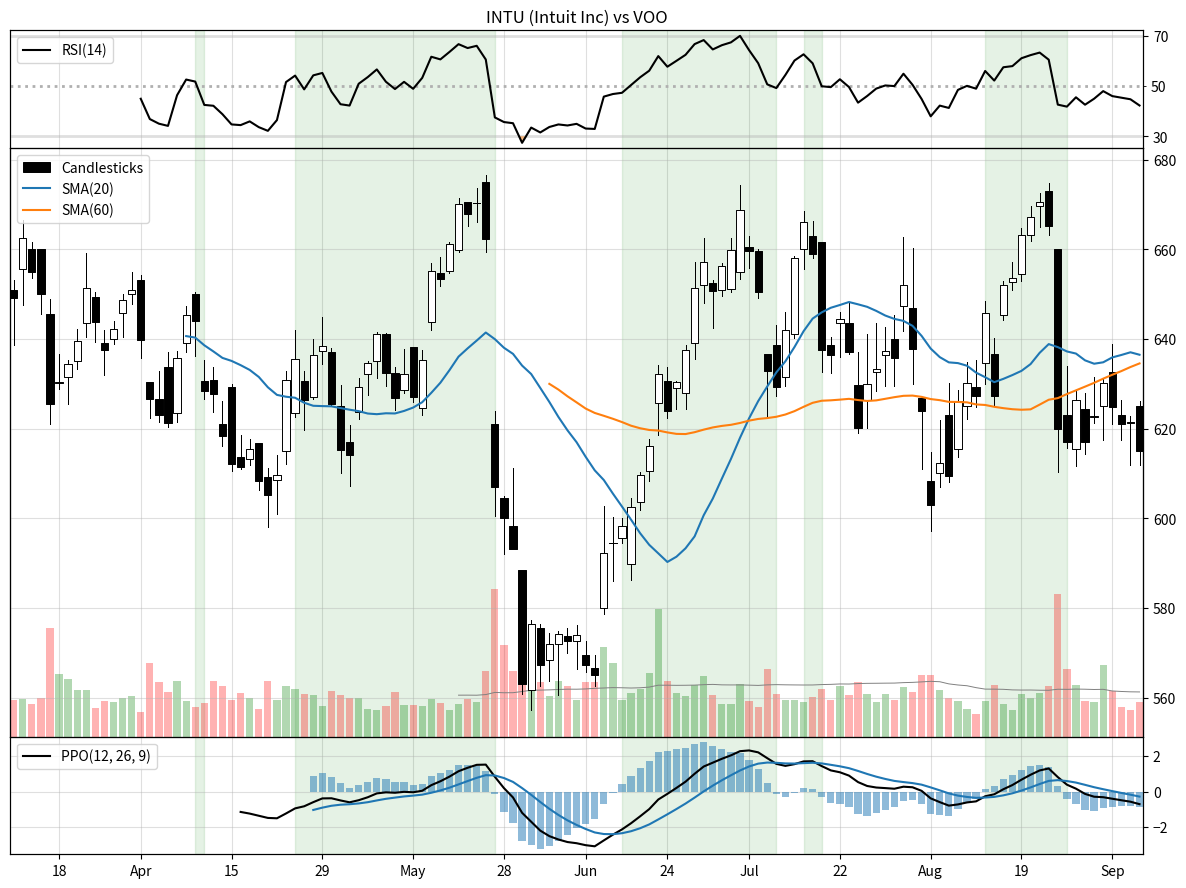 INTU (Intuit Inc) vs VOO
RSI(14)
70
50
30
Candlesticks
SMA(20)
SMA(60)
680
660
640
620
600
580
560
PPO(12, 26, 9)
2
0
−2
18 Apr 15 29 May 28 Jun 24 Jul 22 Aug 19 Sep